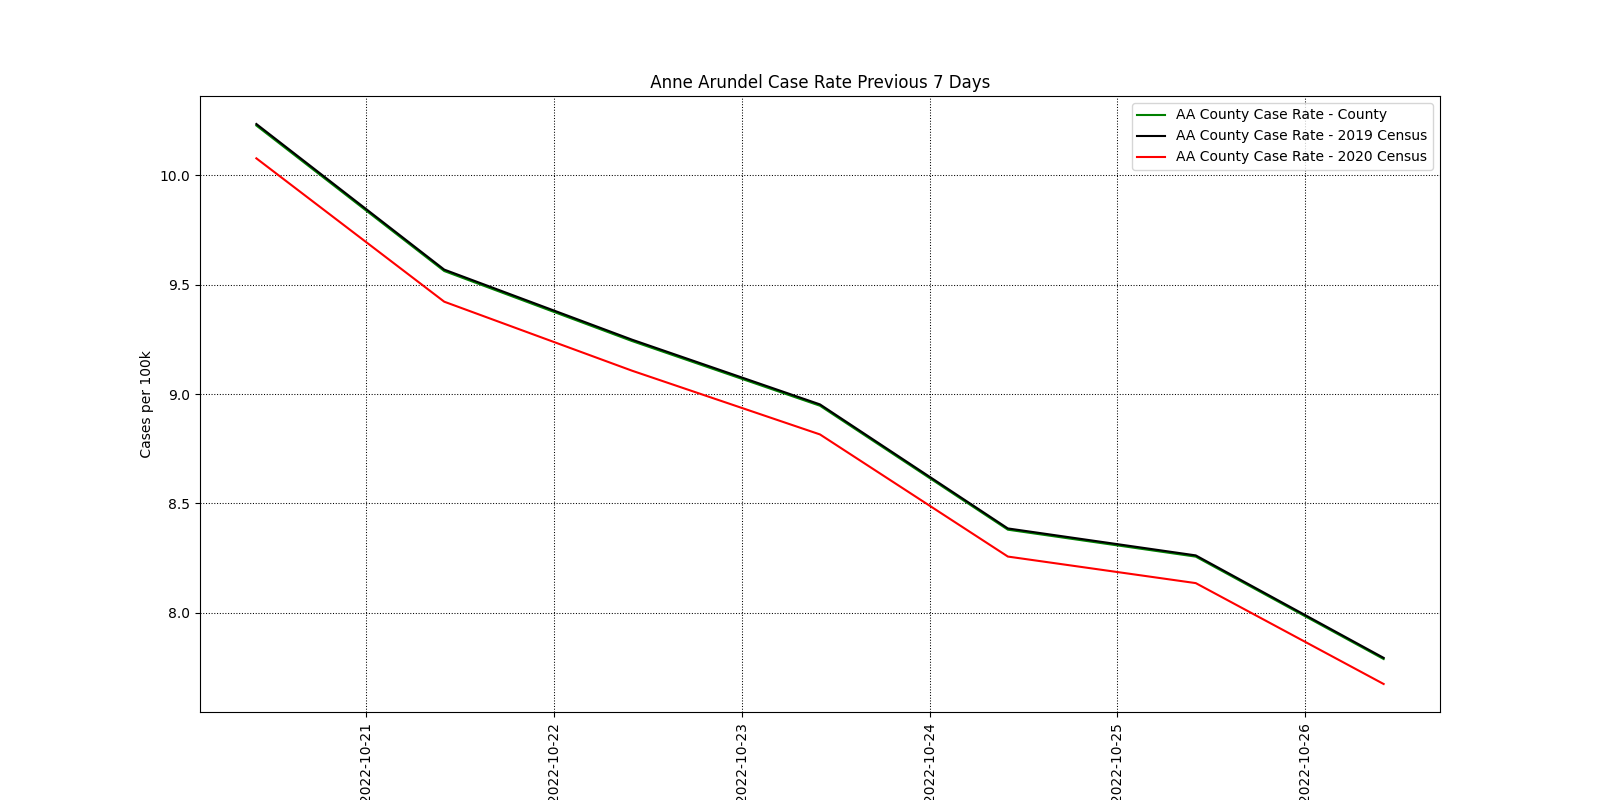 Anne Arundel Case Rate Previous 7 Days
AA County Case Rate - County
AA County Case Rate - 2019 Census
AA County Case Rate - 2020 Census
Cases per 100k
10.0
9.5
9.0
8.5
8.0
2022-10-21
2022-10-22
2022-10-23
2022-10-24
2022-10-25
2022-10-26